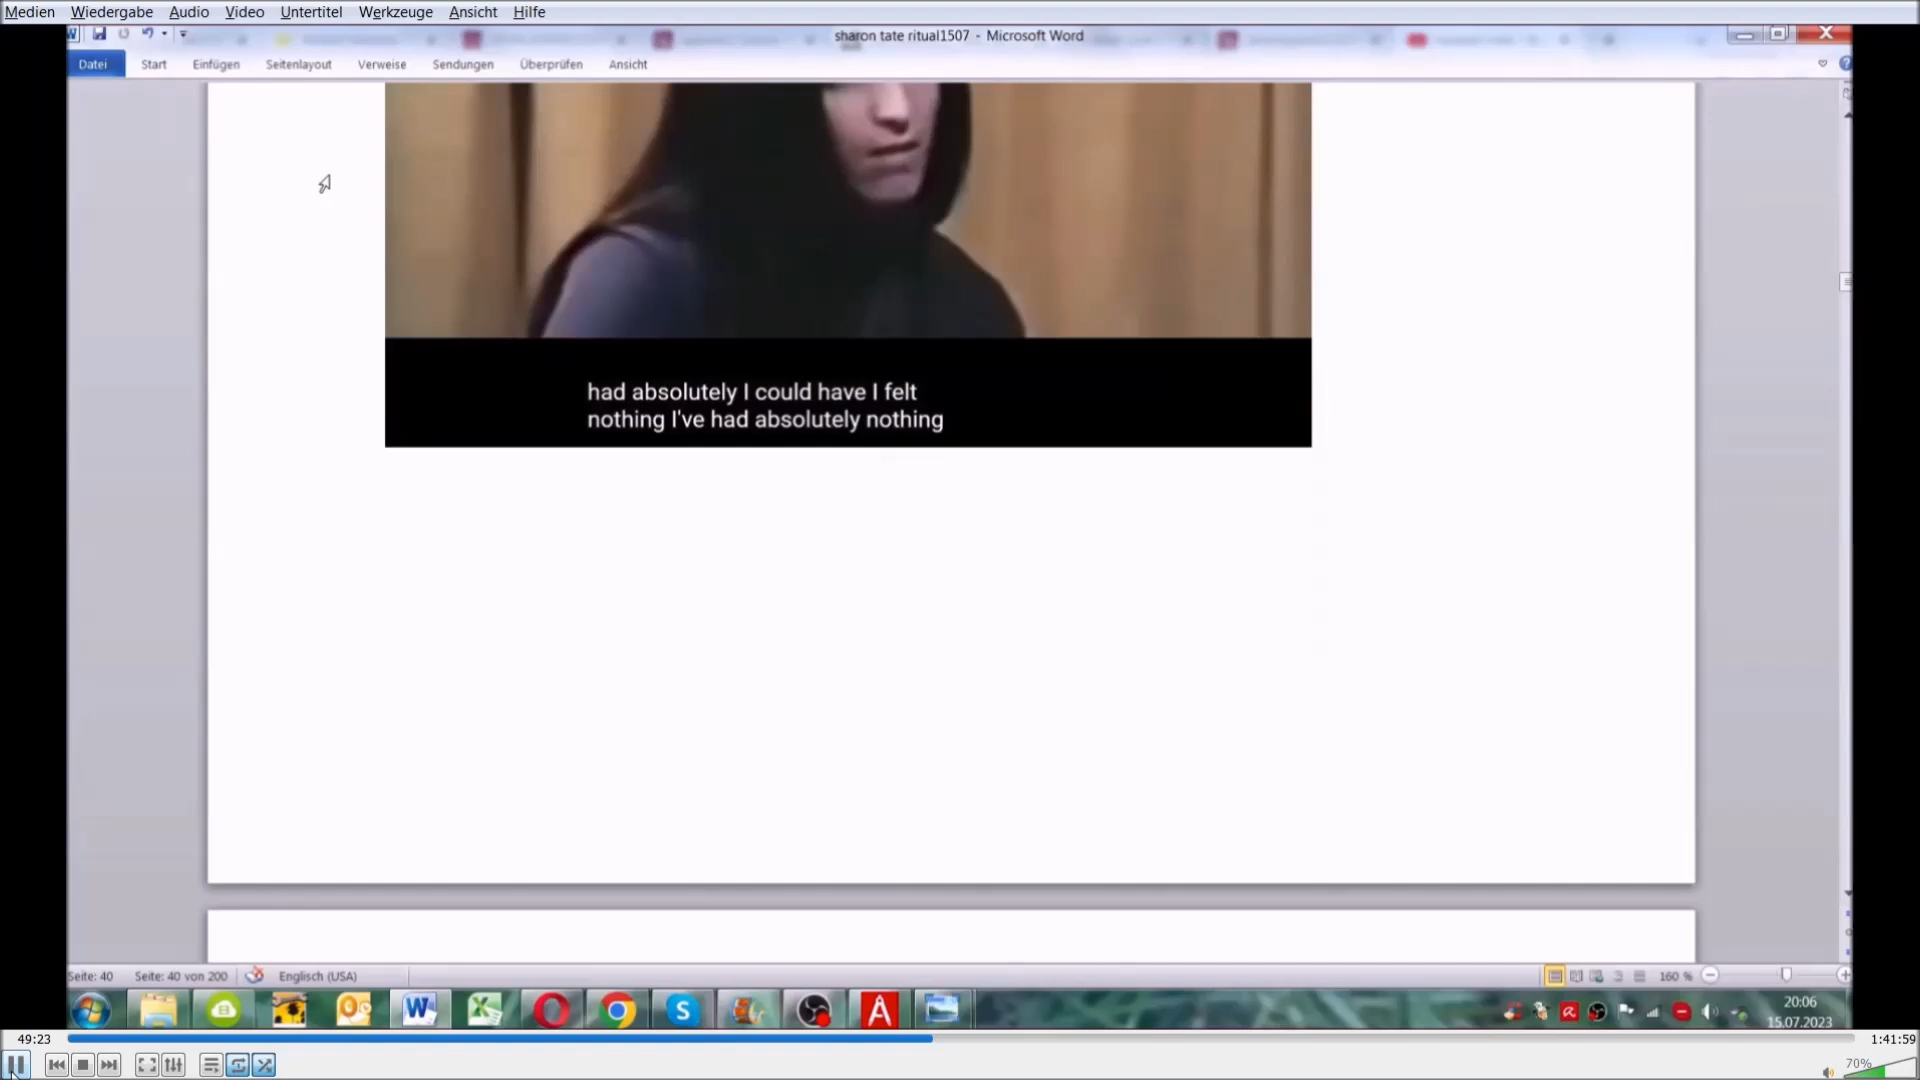 Medien Wiedergabe Audio Video Untertitel Werkzeuge Ansicht Hilfe
sharon tate ritual1507 - Microsoft Word
Datei Start Einfügen Seitenlayout Verweise Sendungen Überprüfen Ansicht
had absolutely I could have I felt
nothing I've had absolutely nothing
Seite: 40 Seite: 40 von 200 Englisch (USA) 160 %
20:06
15.07.2023
49:23 1:41:59
70%